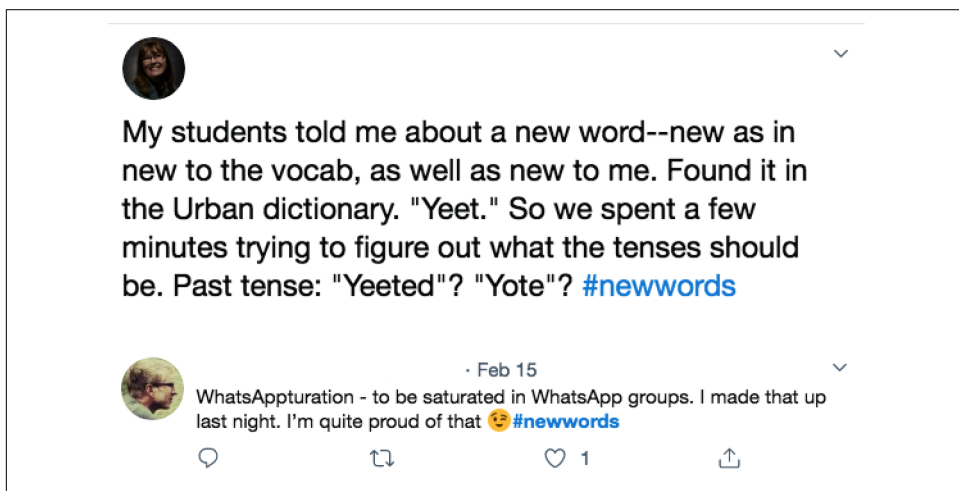 My students told me about a new word--new as in
new to the vocab, as well as new to me. Found it in
the Urban dictionary. "Yeet." So we spent a few
minutes trying to figure out what the tenses should
be. Past tense: "Yeeted"? "Yote"? #newwords
· Feb 15
WhatsAppturation - to be saturated in WhatsApp groups. I made that up
last night. I'm quite proud of that 😉#newwords
1